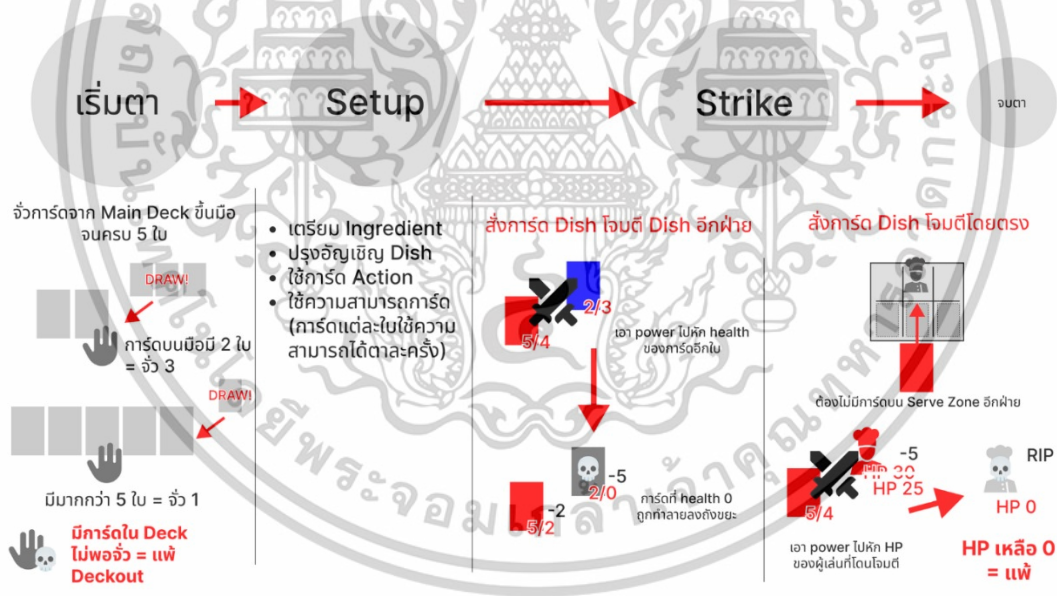 เริ่มตา
Setup
Strike
จบตา
จั่วการ์ดจาก Main Deck ขึ้นมือ
จนครบ 5 ใบ
DRAW!
การ์ดบนมือมี 2 ใบ
= จั่ว 3
DRAW!
มีมากกว่า 5 ใบ = จั่ว 1
มีการ์ดใน Deck
ไม่พอจั่ว = แพ้
Deckout
• เตรียม Ingredient
• ปรุงอัญเชิญ Dish
• ใช้การ์ด Action
• ใช้ความสามารถการ์ด
(การ์ดแต่ละใบใช้ความ
สามารถได้ตาละครั้ง)
สั่งการ์ด Dish โจมตี Dish อีกฝ่าย
2/3
5/4
เอา power ไปหัก health
ของการ์ดอีกใบ
-5
2/0
-2
5/2
การ์ดที่ health 0
ถูกทำลายลงถังขยะ
สั่งการ์ด Dish โจมตีโดยตรง
ต้องไม่มีการ์ดบน Serve Zone อีกฝ่าย
-5
HP 30
HP 25
5/4
RIP
HP 0
เอา power ไปหัก HP
ของผู้เล่นที่โดนโจมตี
HP เหลือ 0
= แพ้